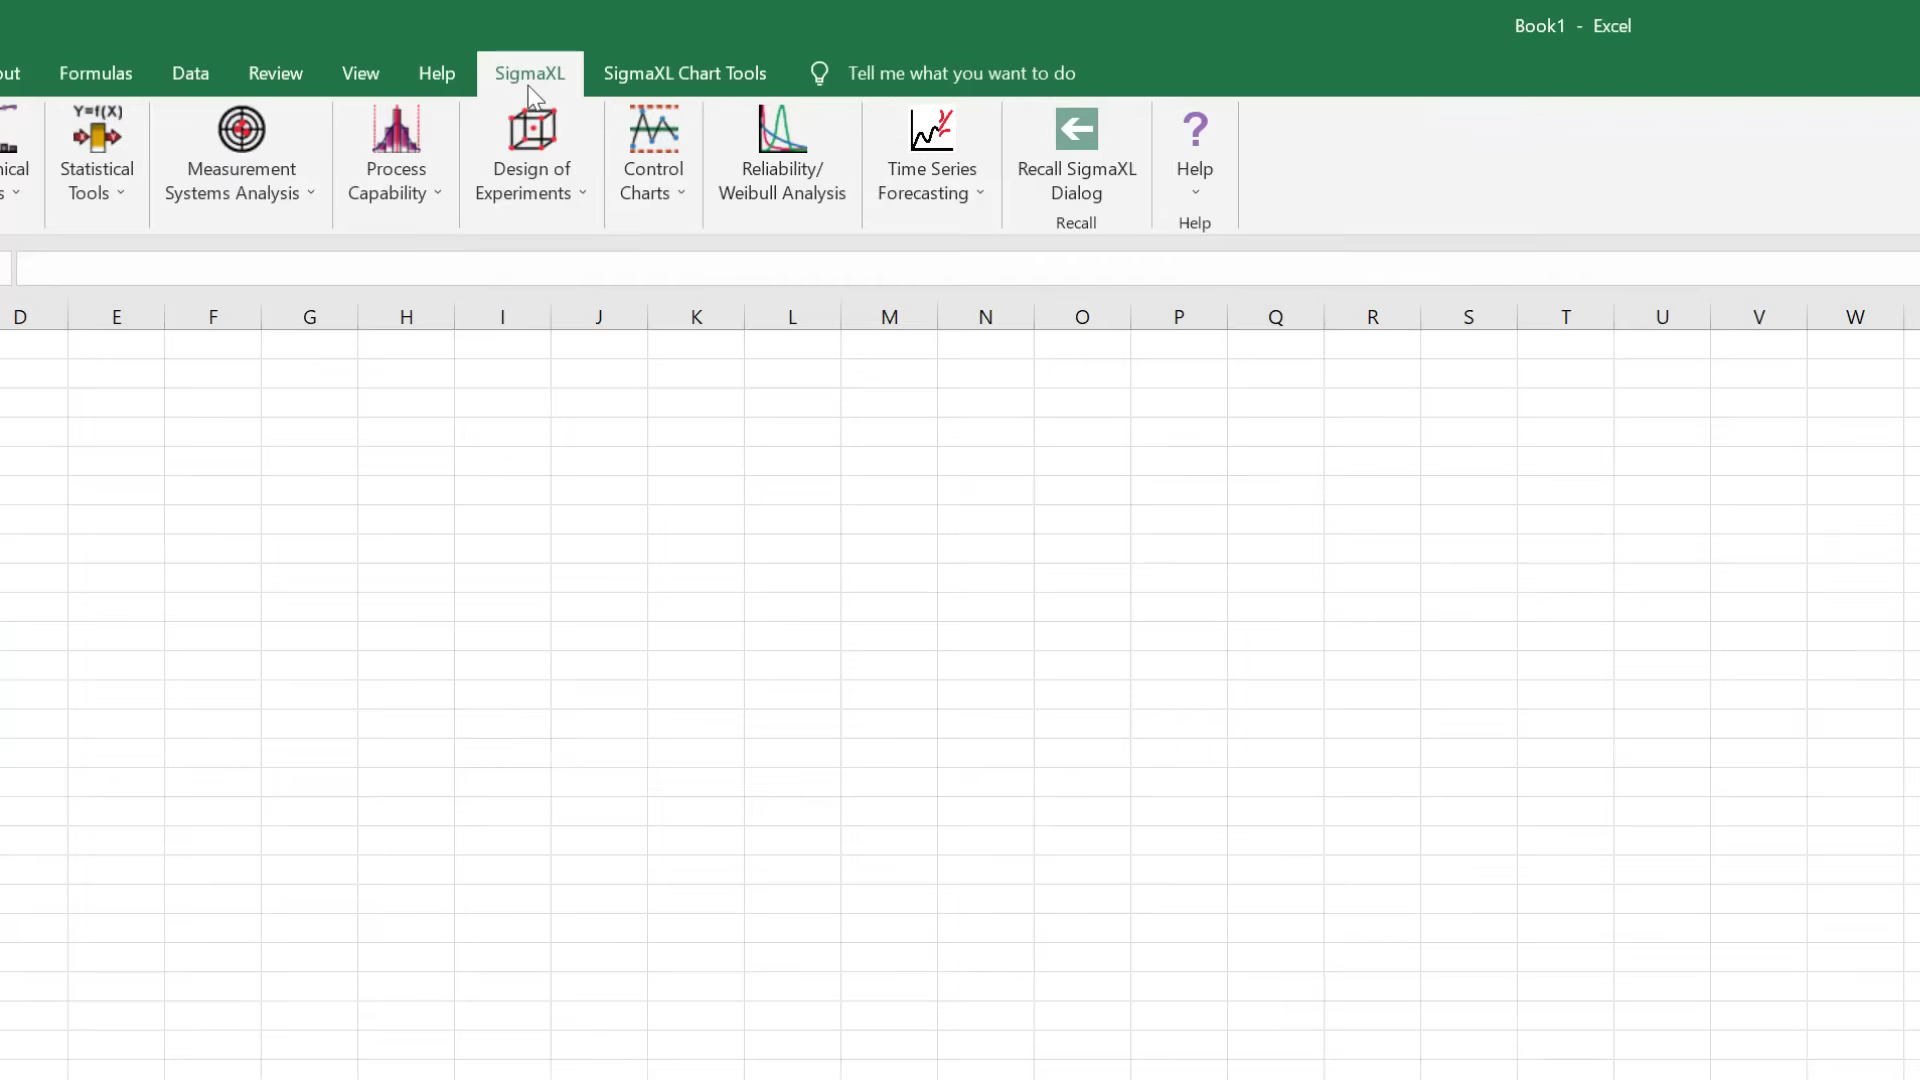 Book1 - Excel
out Formulas Data Review View Help SigmaXL SigmaXL Chart Tools Tell me what you want to do
Y=f(X)
ical Statistical Measurement Process Design of Control Reliability/ Time Series Recall SigmaXL Help
s Tools Systems Analysis Capability Experiments Charts Weibull Analysis Forecasting Dialog
Recall Help
D E F G H I J K L M N O P Q R S T U V W